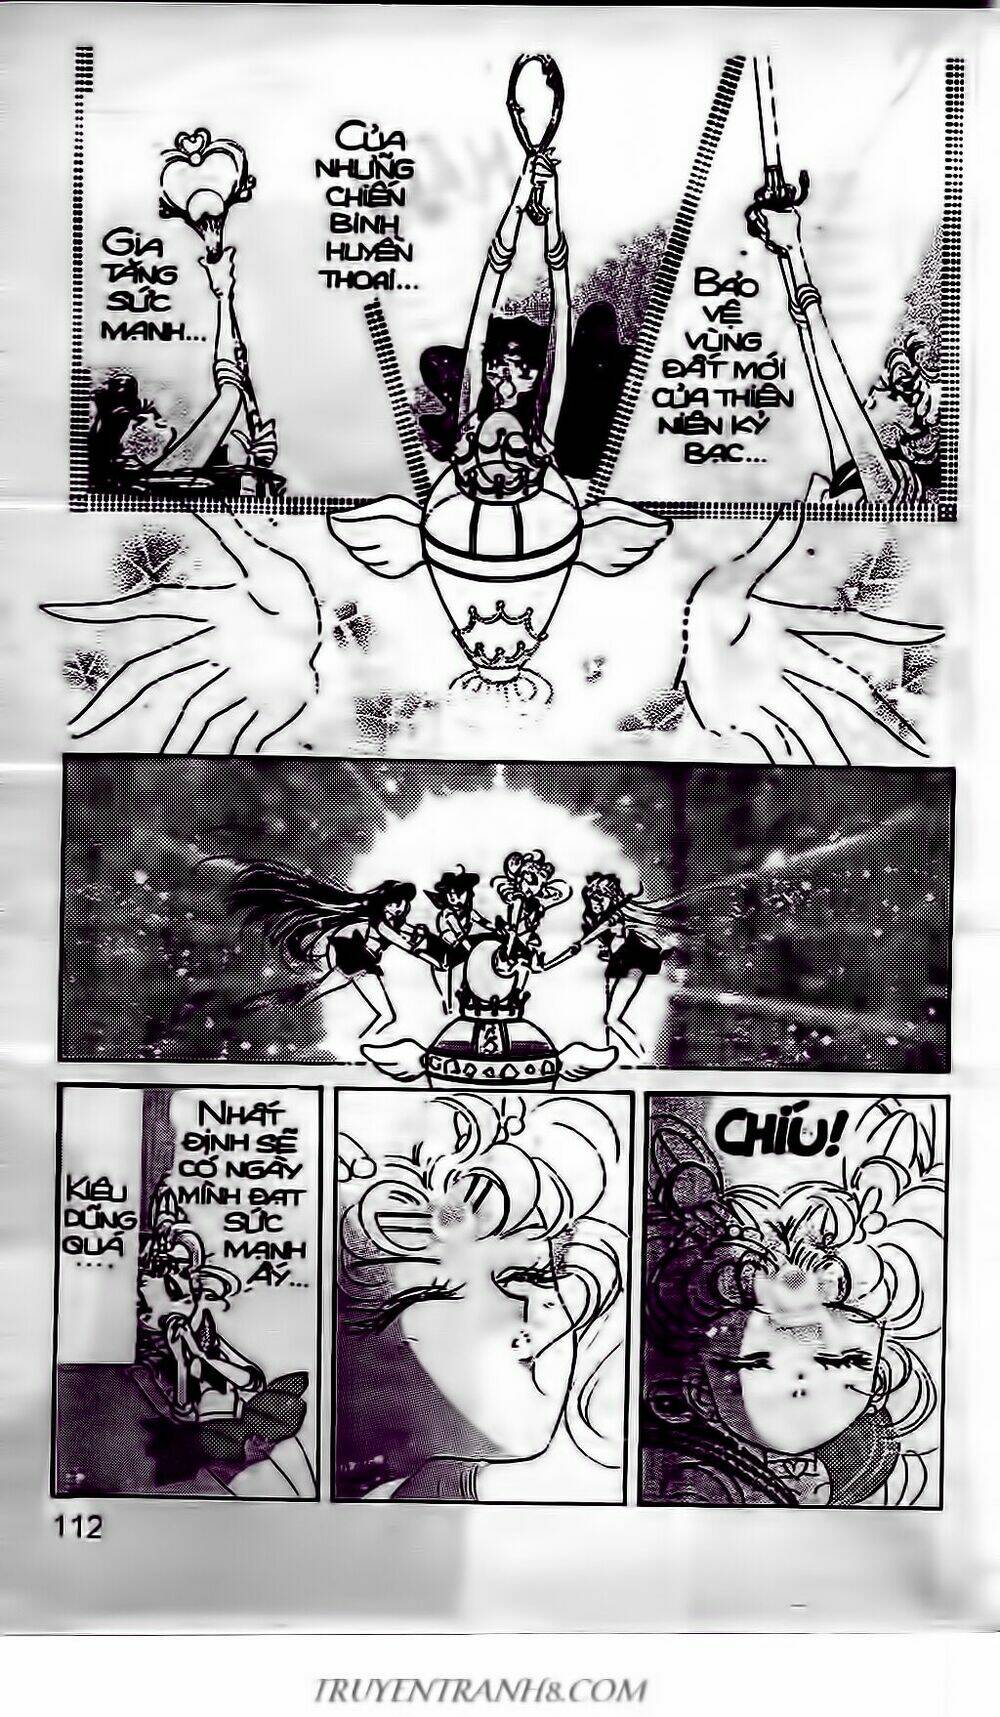 GIA
TĂNG
SỨC
MẠNH...
CỦA
NHỮNG
CHIẾN
BINH
HUYỀN
THOẠI...
BẢO
VỆ
VÙNG
ĐẤT MỚI
CỦA THIÊN
NIÊN KỶ
BẠC...
KIÊU
DŨNG
QUÁ
....
NHẤT
ĐỊNH SẼ
CÓ NGÀY
MÌNH ĐẠT
SỨC
MẠNH
ẤY...
CHÍU!
112
TRUYENTRANH8.COM